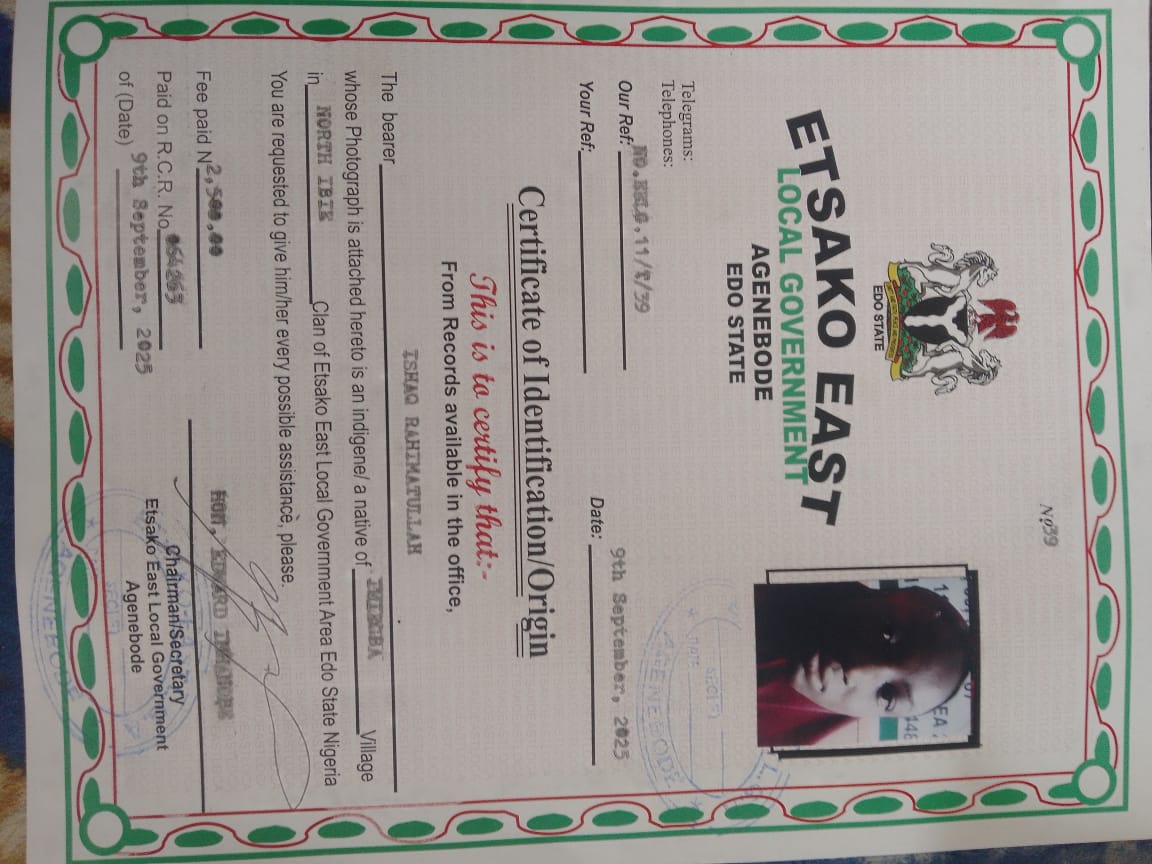 №39
EDO STATE
ETSAKO EAST
LOCAL GOVERNMENT
AGENEBODE
EDO STATE
Telegrams:
Telephones:
Our Ref: 11/8/39
Your Ref:
Date: 9th September, 2025
Certificate of Identification/Origin
This is to certify that:-
From Records available in the office,
The bearer ISHAQ RAHIMATULLAH
whose Photograph is attached hereto is an indigene/ a native of Village
in NORTH IBIE Clan of Etsako East Local Government Area Edo State Nigeria
You are requested to give him/her every possible assistance, please.
Fee paid N2,500.00
Paid on R.C.R. No 064263
of (Date) 9th September, 2025
HON. EDWARD
Chairman/Secretary
Etsako East Local Government
Agenebode